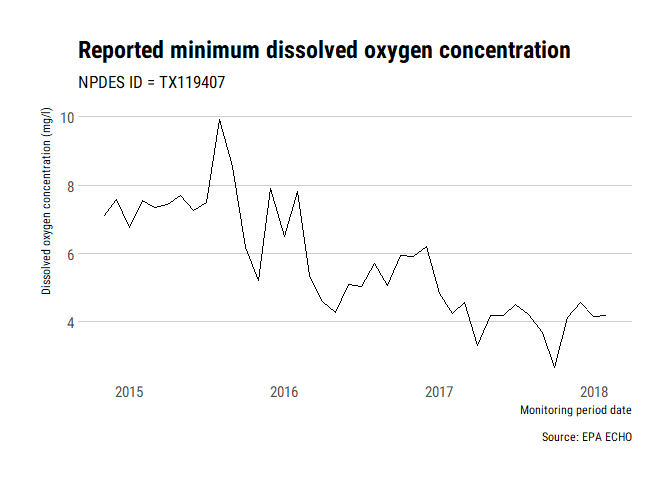 Reported minimum dissolved oxygen concentration
NPDES ID = TX119407
Dissolved oxygen concentration (mg/l)
10
8
6
4
2015 2016 2017 2018
Monitoring period date
Source: EPA ECHO